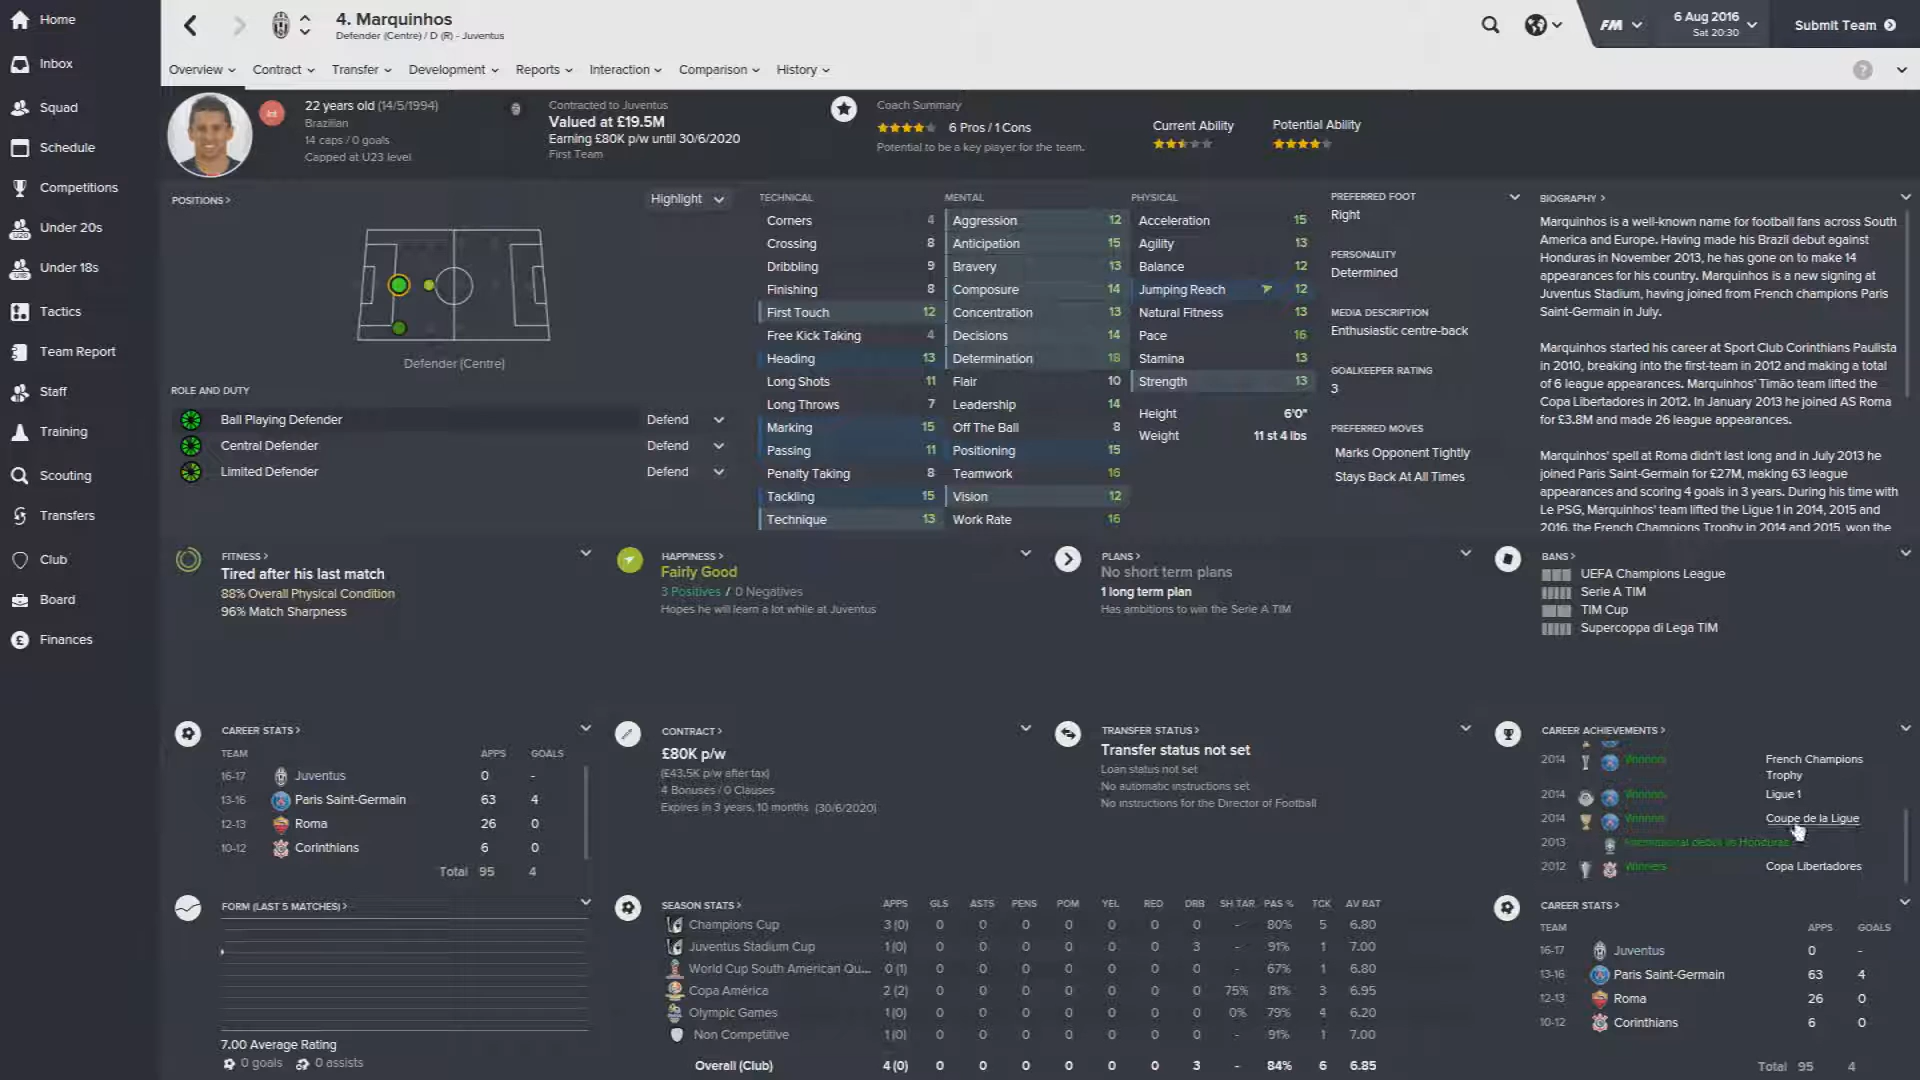 Home
Inbox
Squad
Schedule
Competitions
Under 20s
Under 18s
Tactics
Team Report
Staff
Training
Scouting
Transfers
Club
Board
Finances
4. Marquinhos
Defender (Centre) / D (R) - Juventus
FM
6 Aug 2016
Sat 20:30
Submit Team
Overview Contract Transfer Development Reports Interaction Comparison History
?
Int
22 years old (14/5/1994)
Brazilian
14 caps / 0 goals
Capped at U23 level
Contracted to Juventus
Valued at £19.5M
Earning £80K p/w until 30/6/2020
First Team
Coach Summary
6 Pros / 1 Cons
Potential to be a key player for the team.
Current Ability
Potential Ability
POSITIONS >
Highlight
Defender (Centre)
ROLE AND DUTY
Ball Playing Defender Defend
Central Defender Defend
Limited Defender Defend
TECHNICAL
Corners 4
Crossing 8
Dribbling 9
Finishing 8
First Touch 12
Free Kick Taking 4
Heading 13
Long Shots 11
Long Throws 7
Marking 15
Passing 11
Penalty Taking 8
Tackling 15
Technique 13
MENTAL
Aggression 12
Anticipation 15
Bravery 13
Composure 14
Concentration 13
Decisions 14
Determination 18
Flair 10
Leadership 14
Off The Ball 8
Positioning 15
Teamwork 16
Vision 12
Work Rate 16
PHYSICAL
Acceleration 15
Agility 13
Balance 12
Jumping Reach 12
Natural Fitness 13
Pace 16
Stamina 13
Strength 13
Height 6'0"
Weight 11 st 4 lbs
PREFERRED FOOT
Right
PERSONALITY
Determined
MEDIA DESCRIPTION
Enthusiastic centre-back
GOALKEEPER RATING
3
PREFERRED MOVES
Marks Opponent Tightly
Stays Back At All Times
BIOGRAPHY >
Marquinhos is a well-known name for football fans across South
America and Europe. Having made his Brazil debut against
Honduras in November 2013, he has gone on to make 14
appearances for his country. Marquinhos is a new signing at
Juventus Stadium, having joined from French champions Paris
Saint-Germain in July.
Marquinhos started his career at Sport Club Corinthians Paulista
in 2010, breaking into the first-team in 2012 and making a total
of 6 league appearances. Marquinhos' Timão team lifted the
Copa Libertadores in 2012. In January 2013 he joined AS Roma
for £3.8M and made 26 league appearances.
Marquinhos' spell at Roma didn't last long and in July 2013 he
joined Paris Saint-Germain for £27M, making 63 league
appearances and scoring 4 goals in 3 years. During his time with
Le PSG, Marquinhos' team lifted the Ligue 1 in 2014, 2015 and
2016, the French Champions Trophy in 2014 and 2015, won the
FITNESS >
Tired after his last match
88% Overall Physical Condition
96% Match Sharpness
HAPPINESS >
Fairly Good
3 Positives / 0 Negatives
Hopes he will learn a lot while at Juventus
PLANS >
No short term plans
1 long term plan
Has ambitions to win the Serie A TIM
BANS >
UEFA Champions League
Serie A TIM
TIM Cup
Supercoppa di Lega TIM
CAREER STATS >
TEAM APPS GOALS
16-17 Juventus 0 -
13-16 Paris Saint-Germain 63 4
12-13 Roma 26 0
10-12 Corinthians 6 0
Total 95 4
CONTRACT >
£80K p/w
(£43.5K p/w after tax)
4 Bonuses / 0 Clauses
Expires in 3 years, 10 months (30/6/2020)
TRANSFER STATUS >
Transfer status not set
Loan status not set
No automatic instructions set
No instructions for the Director of Football
CAREER ACHIEVEMENTS >
2014 Winners French Champions
Trophy
2014 Winners Ligue 1
2014 Winners Coupe de la Ligue
2013 International debut vs Honduras
2012 Winners Copa Libertadores
FORM (LAST 5 MATCHES) >
7.00 Average Rating
0 goals 0 assists
SEASON STATS > APPS GLS ASTS PENS POM YEL RED DRB SH TAR PAS % TCK AV RAT
Champions Cup 3 (0) 0 0 0 0 0 0 0 - 80% 5 6.80
Juventus Stadium Cup 1 (0) 0 0 0 0 0 0 3 - 91% 1 7.00
World Cup South American Qu... 0 (1) 0 0 0 0 0 0 0 - 67% 1 6.80
Copa América 2 (2) 0 0 0 0 0 0 0 75% 81% 3 6.95
Olympic Games 1 (0) 0 0 0 0 0 0 0 0% 79% 4 6.20
Non Competitive 1 (0) 0 0 0 0 0 0 0 - 91% 1 7.00
Overall (Club) 4 (0) 0 0 0 0 0 0 3 - 84% 6 6.85
CAREER STATS >
TEAM APPS GOALS
16-17 Juventus 0 -
13-16 Paris Saint-Germain 63 4
12-13 Roma 26 0
10-12 Corinthians 6 0
Total 95 4